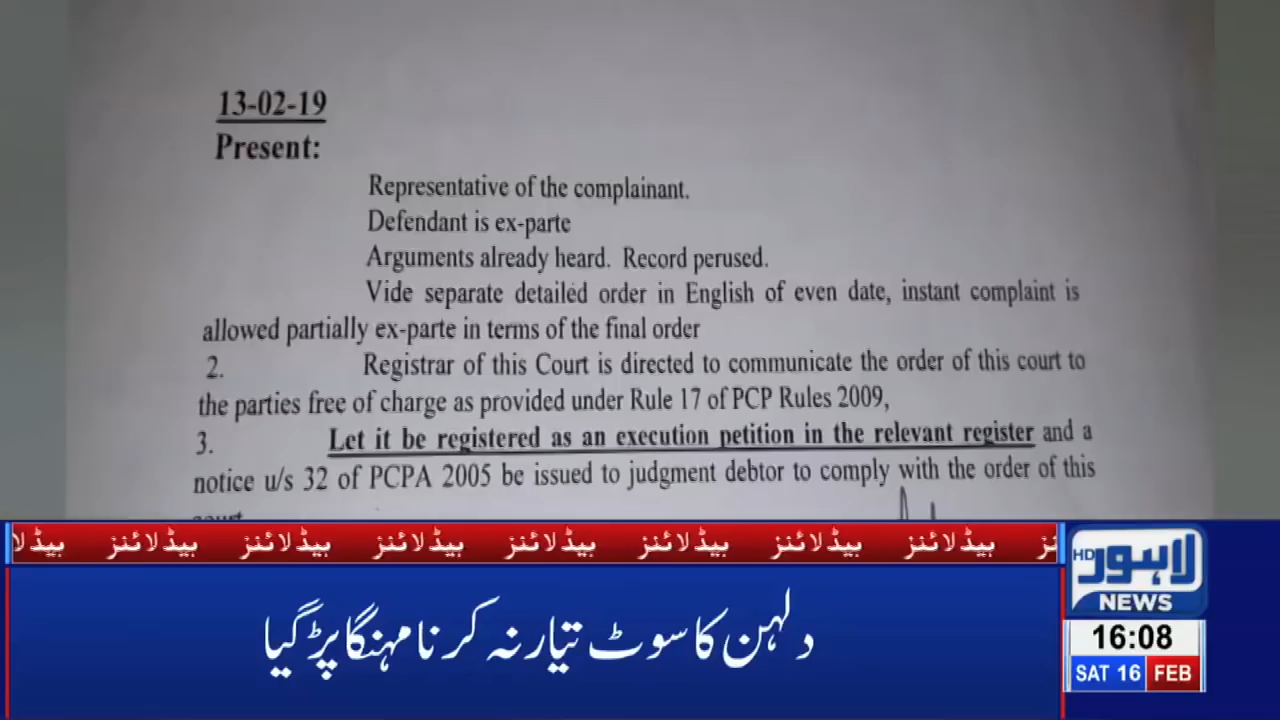 13-02-19
Present:
Representative of the complainant.
Defendant is ex-parte
Arguments already heard. Record perused.
Vide separate detailed order in English of even date, instant complaint is
allowed partially ex-parte in terms of the final order
2. Registrar of this Court is directed to communicate the order of this court to
the parties free of charge as provided under Rule 17 of PCP Rules 2009,
3. Let it be registered as an execution petition in the relevant register and a
notice u/s 32 of PCPA 2005 be issued to judgment debtor to comply with the order of this
ہیڈلائنز ہیڈلائنز ہیڈلائنز ہیڈلائنز ہیڈلائنز ہیڈلائنز ہیڈلائنز
دلہن کا سوٹ تیار نہ کرنا مہنگا پڑ گیا
HD لاہور
NEWS
16:08
SAT 16 FEB